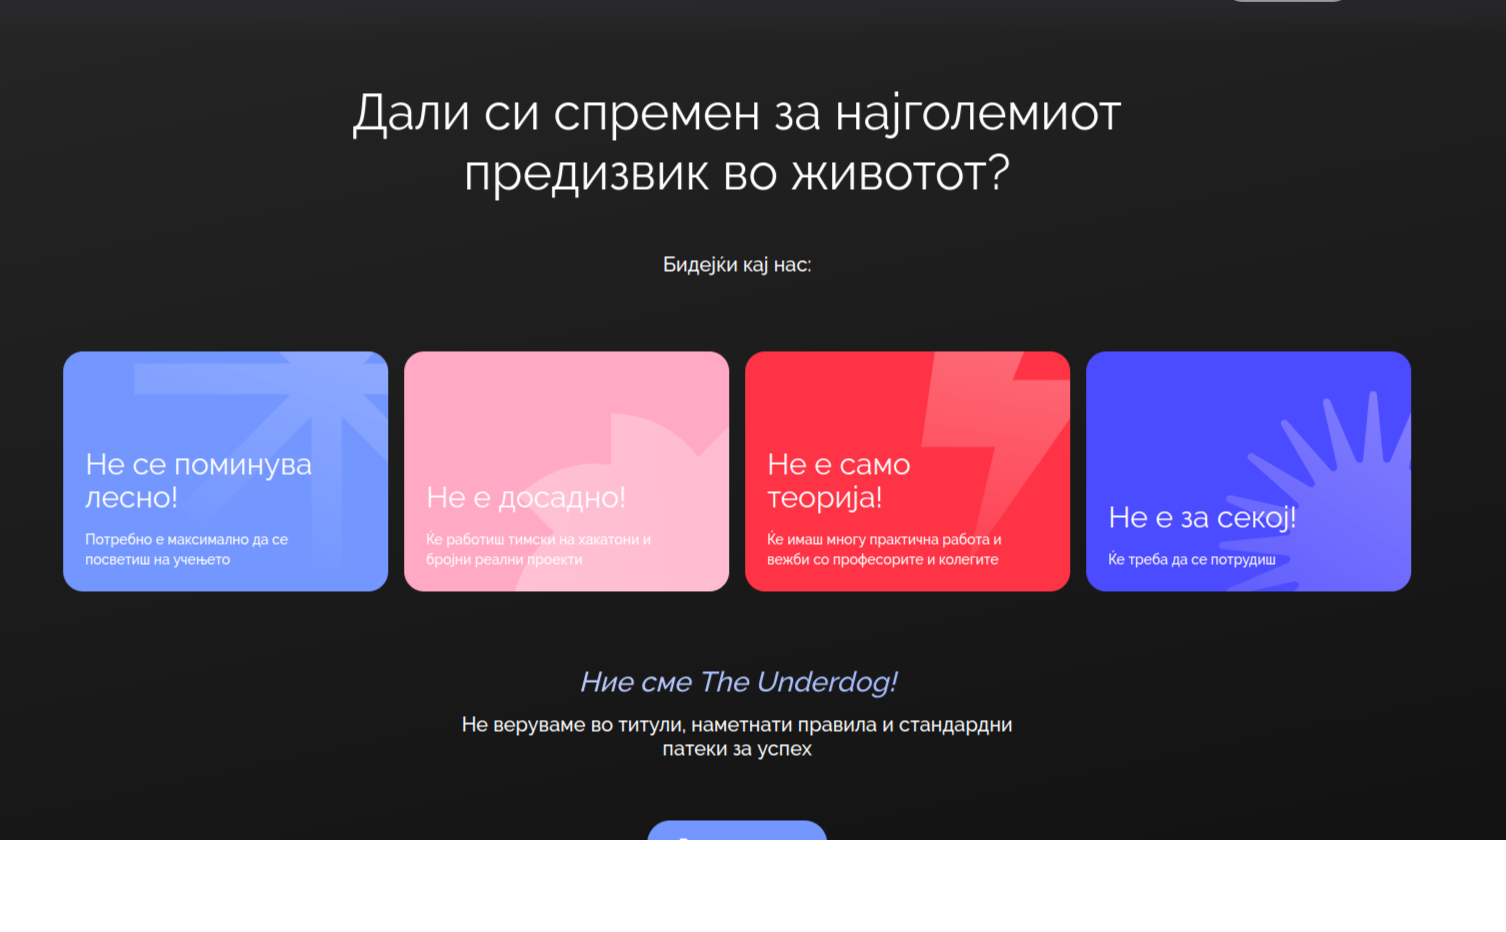 Дали си спремен за најголемиот
предизвик во животот?
Бидејќи кај нас:
Не се поминува
лесно!
Потребно е максимално да се
посветиш на учењето
Не е досадно!
Ќе работиш тимски на хакатони и
бројни реални проекти
Не е само
теорија!
Ќе имаш многу практична работа и
вежби со професорите и колегите
Не е за секој!
Ќе треба да се потрудиш
Ние сме The Underdog!
Не веруваме во титули, наметнати правила и стандардни
патеки за успех